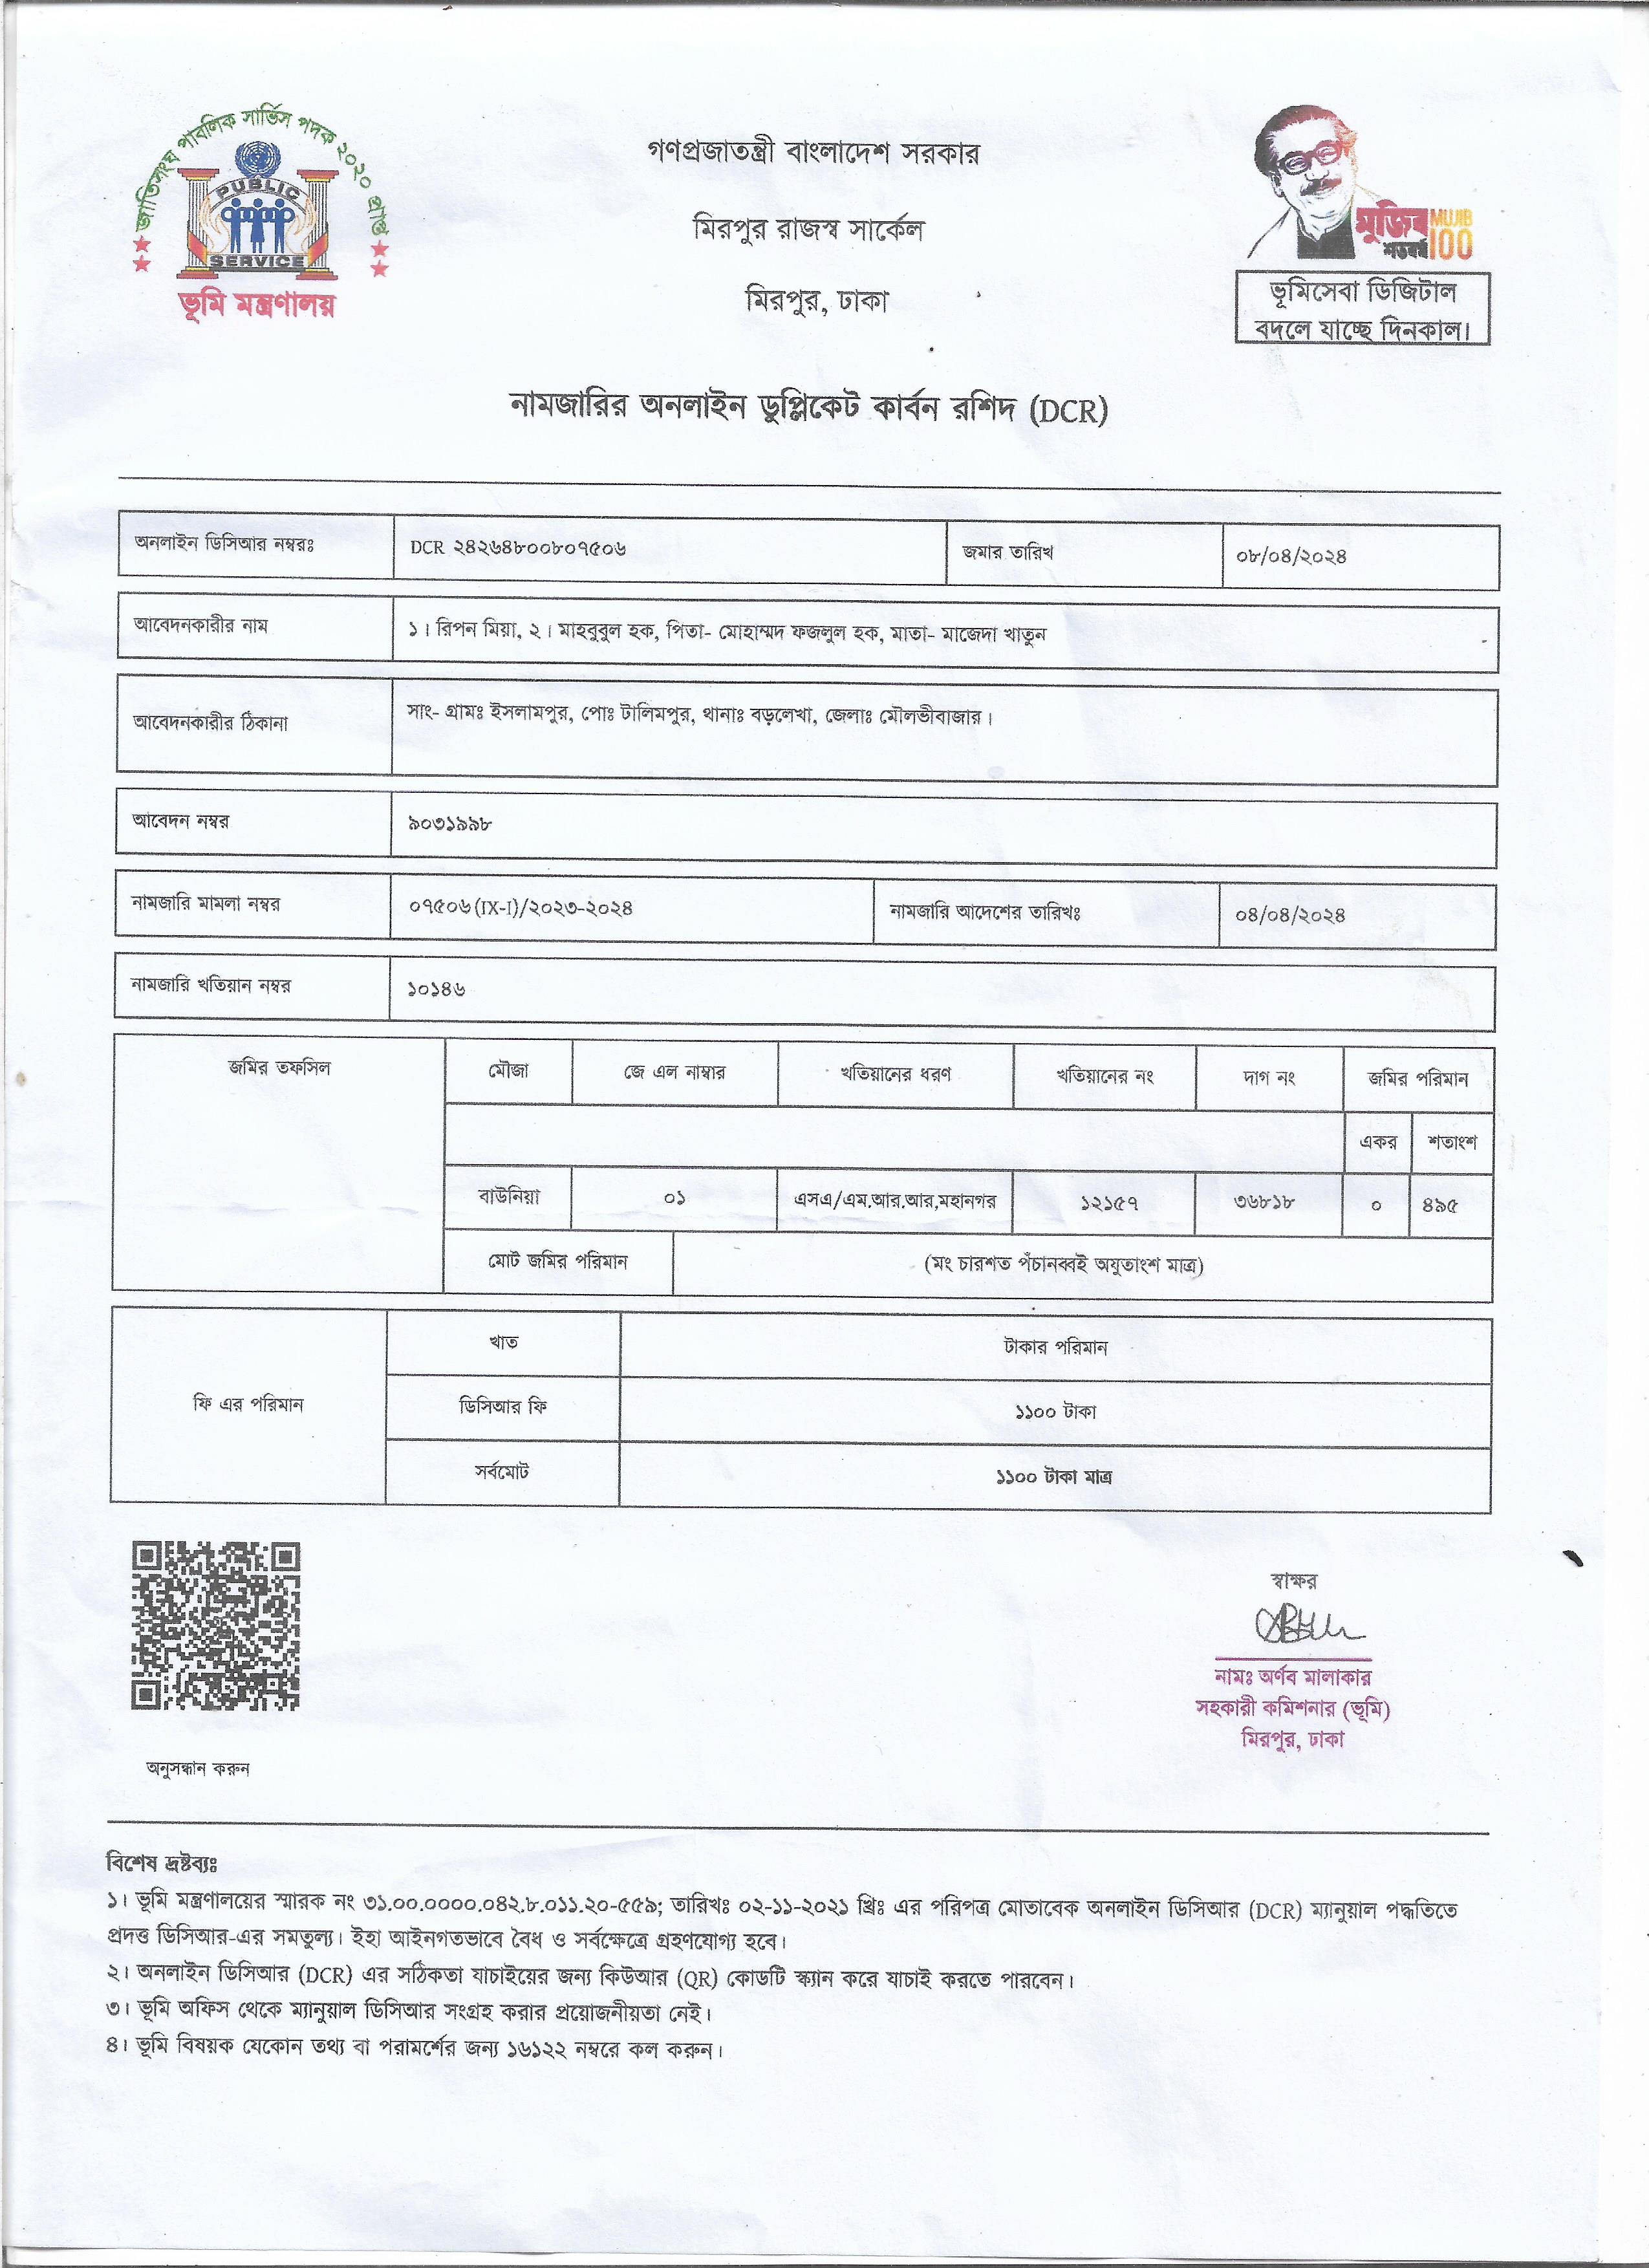 জাতিসংঘ পাবলিক সার্ভিস পদক ২০২০ প্রাপ্ত
PUBLIC
SERVICE
ভূমি মন্ত্রণালয়
গণপ্রজাতন্ত্রী বাংলাদেশ সরকার
মিরপুর রাজস্ব সার্কেল
মিরপুর, ঢাকা
মুজিব শতবর্ষ
MUJIB
100
ভূমিসেবা ডিজিটাল
বদলে যাচ্ছে দিনকাল।
নামজারির অনলাইন ডুপ্লিকেট কার্বন রশিদ (DCR)
অনলাইন ডিসিআর নম্বরঃ DCR ২৪২৬৪৮০০৮০৭৫০৬ জমার তারিখ ০৮/০৪/২০২৪
আবেদনকারীর নাম ১। রিপন মিয়া, ২। মাহবুবুল হক, পিতা- মোহাম্মদ ফজলুল হক, মাতা- মাজেদা খাতুন
আবেদনকারীর ঠিকানা সাং- গ্রামঃ ইসলামপুর, পোঃ টালিমপুর, থানাঃ বড়লেখা, জেলাঃ মৌলভীবাজার।
আবেদন নম্বর ৯০৩১৯৯৮
নামজারি মামলা নম্বর ০৭৫০৬(IX-I)/২০২৩-২০২৪ নামজারি আদেশের তারিখঃ ০৪/০৪/২০২৪
নামজারি খতিয়ান নম্বর ১০১৪৬
জমির তফসিল মৌজা জে এল নাম্বার খতিয়ানের ধরণ খতিয়ানের নং দাগ নং জমির পরিমান
একর শতাংশ
বাউনিয়া ০১ এসএ/এম.আর.আর,মহানগর ১২১৫৭ ৩৬৮১৮ ০ ৪৯৫
মোট জমির পরিমান (মং চারশত পঁচানব্বই অযুতাংশ মাত্র)
খাত টাকার পরিমান
ফি এর পরিমান ডিসিআর ফি ১১০০ টাকা
সর্বমোট ১১০০ টাকা মাত্র
স্বাক্ষর
নামঃ অর্ণব মালাকার
সহকারী কমিশনার (ভূমি)
মিরপুর, ঢাকা
অনুসন্ধান করুন
বিশেষ দ্রষ্টব্যঃ
১। ভূমি মন্ত্রণালয়ের স্মারক নং ৩১.০০.০০০০.০৪২.৮.০১১.২০-৫৫৯; তারিখঃ ০২-১১-২০২১ খ্রিঃ এর পরিপত্র মোতাবেক অনলাইন ডিসিআর (DCR) ম্যানুয়াল পদ্ধতিতে
প্রদত্ত ডিসিআর-এর সমতুল্য। ইহা আইনগতভাবে বৈধ ও সর্বক্ষেত্রে গ্রহণযোগ্য হবে।
২। অনলাইন ডিসিআর (DCR) এর সঠিকতা যাচাইয়ের জন্য কিউআর (QR) কোডটি স্ক্যান করে যাচাই করতে পারবেন।
৩। ভূমি অফিস থেকে ম্যানুয়াল ডিসিআর সংগ্রহ করার প্রয়োজনীয়তা নেই।
৪। ভূমি বিষয়ক যেকোন তথ্য বা পরামর্শের জন্য ১৬১২২ নম্বরে কল করুন।